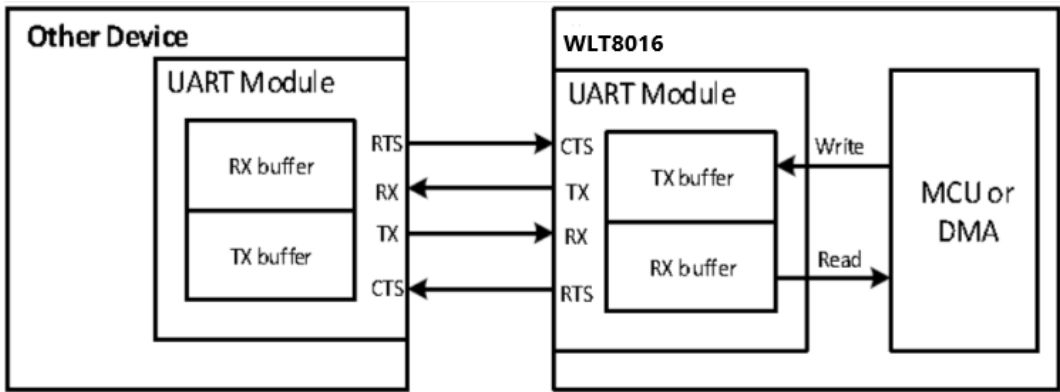 Other Device
UART Module
RX buffer
TX buffer
RTS
RX
TX
CTS
WLT8016
UART Module
CTS
TX
RX
RTS
TX buffer
RX buffer
Write
Read
MCU or
DMA